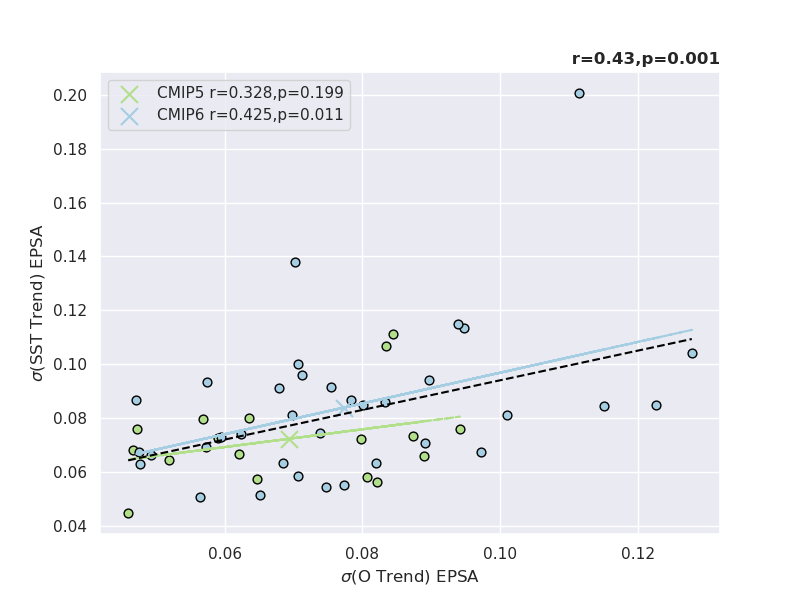 r=0.43,p=0.001
CMIP5 r=0.328,p=0.199
CMIP6 r=0.425,p=0.011
0.20
0.18
0.16
0.14
0.12
0.10
0.08
0.06
0.04
σ(SST Trend) EPSA
0.06 0.08 0.10 0.12
σ(O Trend) EPSA